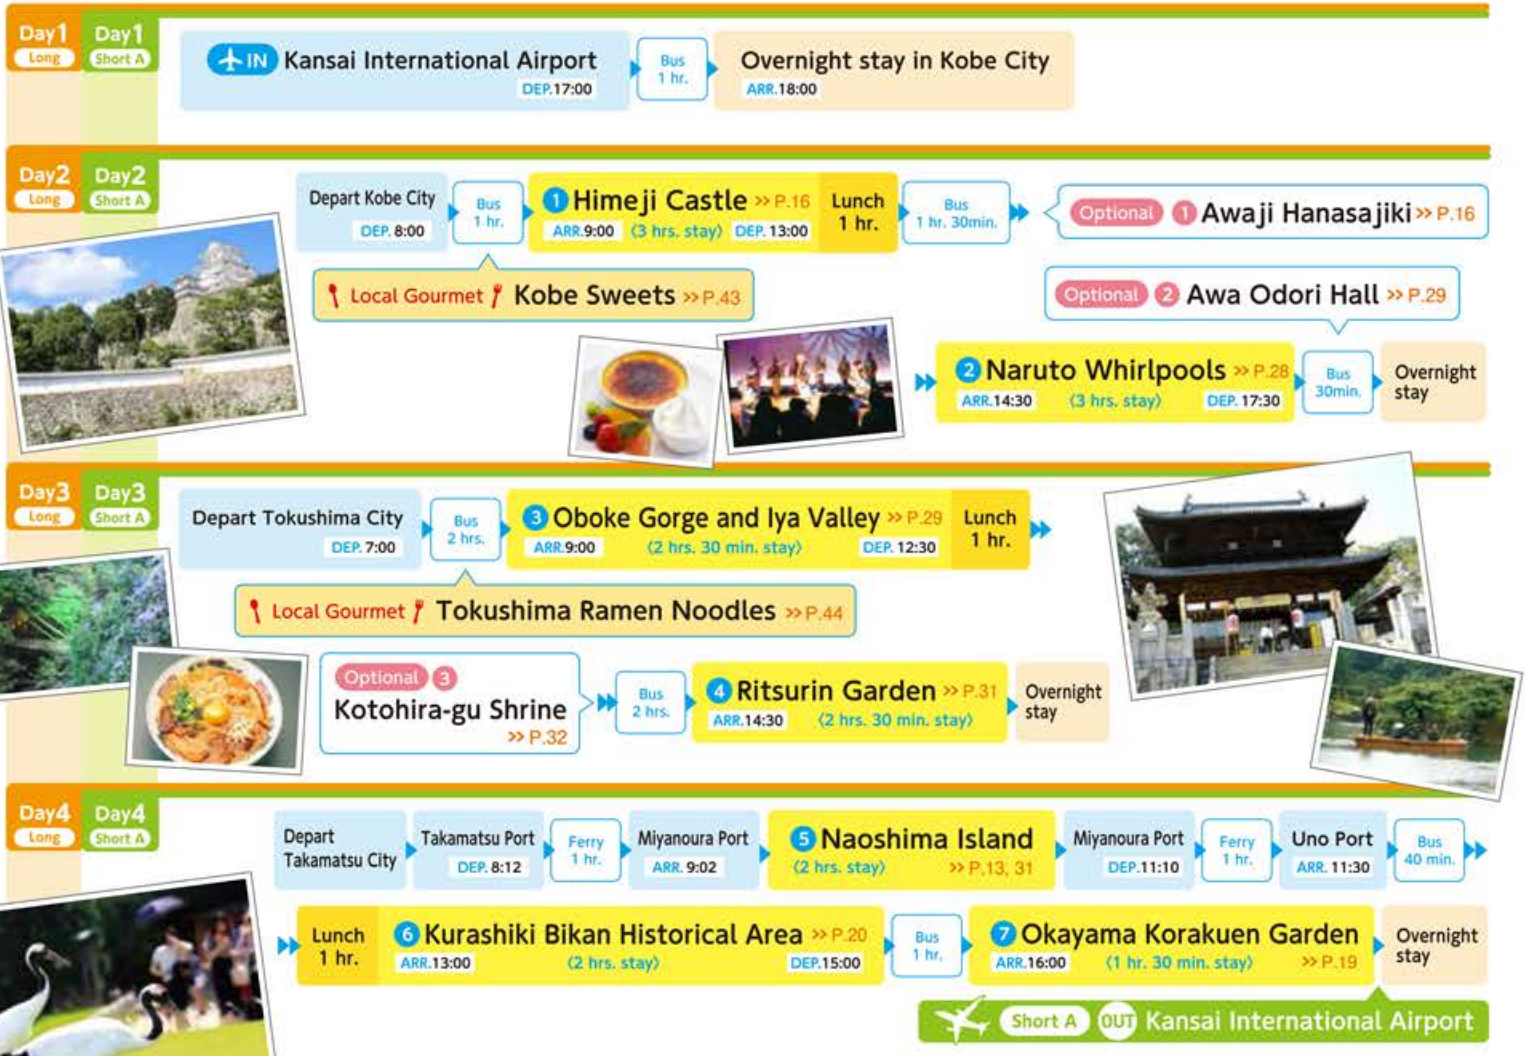 Day1 Day1
Long Short A
IN Kansai International Airport
DEP.17:00
Bus
1 hr.
Overnight stay in Kobe City
ARR.18:00
Day2 Day2
Long Short A
Depart Kobe City
DEP. 8:00
Bus
1 hr.
1 Himeji Castle >> P.16
ARR.9:00 (3 hrs. stay) DEP. 13:00
Lunch
1 hr.
Bus
1 hr. 30min.
Optional 1 Awaji Hanasajiki >> P.16
Local Gourmet Kobe Sweets >> P.43
Optional 2 Awa Odori Hall >> P.29
2 Naruto Whirlpools >> P.28
ARR.14:30 (3 hrs. stay) DEP. 17:30
Bus
30min.
Overnight
stay
Day3 Day3
Long Short A
Depart Tokushima City
DEP. 7:00
Bus
2 hrs.
3 Oboke Gorge and Iya Valley >> P.29
ARR.9:00 (2 hrs. 30 min. stay) DEP. 12:30
Lunch
1 hr.
Local Gourmet Tokushima Ramen Noodles >> P.44
Optional 3
Kotohira-gu Shrine
>> P.32
Bus
2 hrs.
4 Ritsurin Garden >> P.31
ARR.14:30 (2 hrs. 30 min. stay)
Overnight
stay
Day4 Day4
Long Short A
Depart
Takamatsu City
Takamatsu Port
DEP. 8:12
Ferry
1 hr.
Miyanoura Port
ARR. 9:02
5 Naoshima Island
(2 hrs. stay) >> P.13, 31
Miyanoura Port
DEP.11:10
Ferry
1 hr.
Uno Port
ARR. 11:30
Bus
40 min.
Lunch
1 hr.
6 Kurashiki Bikan Historical Area >> P.20
ARR.13:00 (2 hrs. stay) DEP.15:00
Bus
1 hr.
7 Okayama Korakuen Garden
ARR.16:00 (1 hr. 30 min. stay) >> P.19
Overnight
stay
Short A OUT Kansai International Airport